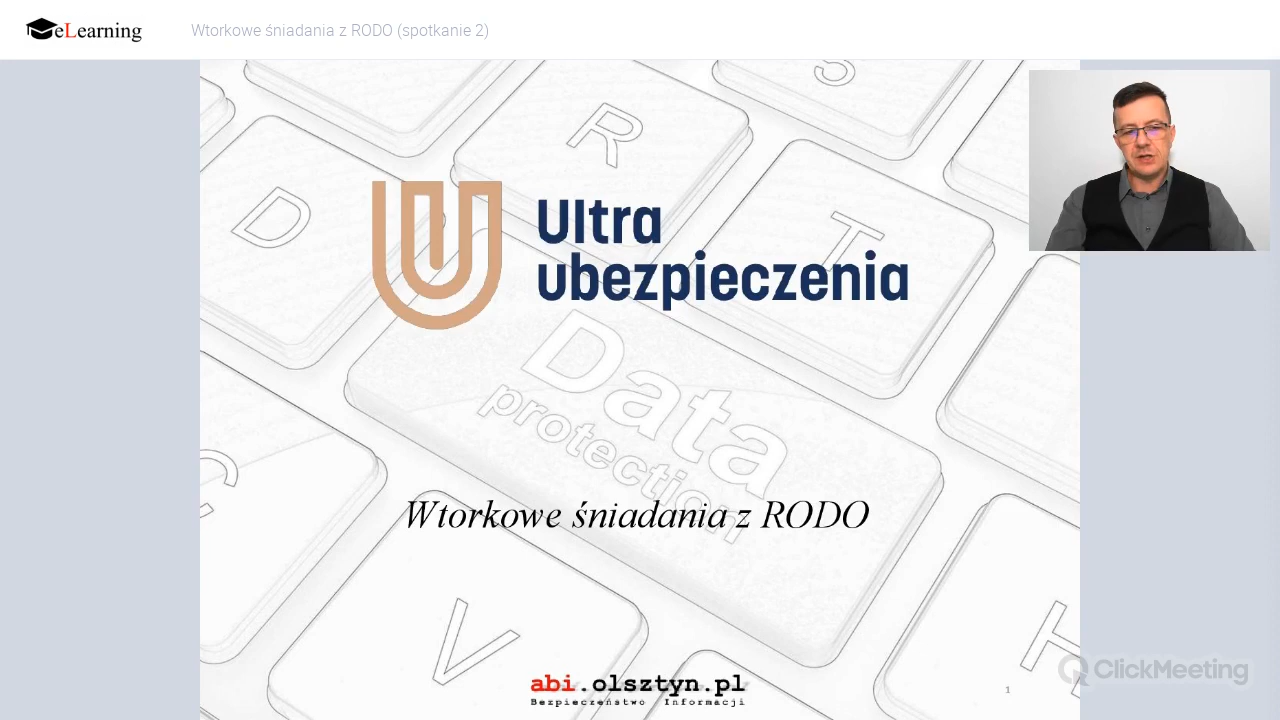 eLearning
Wtorkowe śniadania z RODO (spotkanie 2)
S
R
D
T
Ultra
ubezpieczenia
Data
protection
C
Wtorkowe śniadania z RODO
V
H
abi.olsztyn.pl
Bezpieczeństwo Informacji
1
ClickMeeting